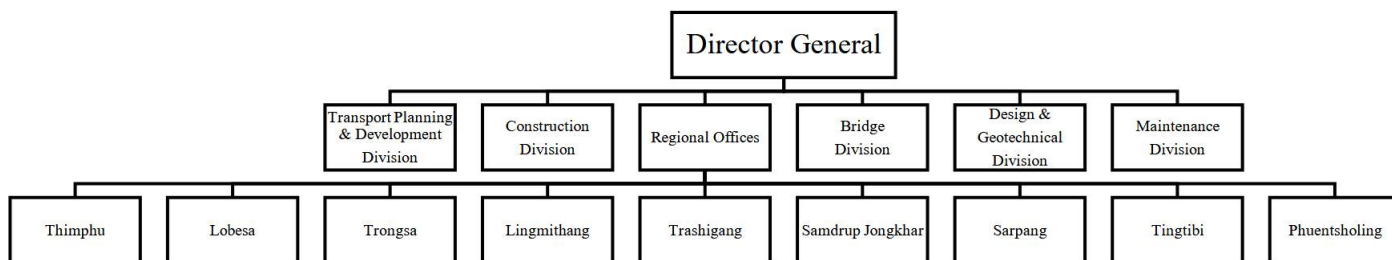 Director General
Transport Planning
& Development
Division
Construction
Division
Regional Offices
Bridge
Division
Design &
Geotechnical
Division
Maintenance
Division
Thimphu
Lobesa
Trongsa
Lingmithang
Trashigang
Samdrup Jongkhar
Sarpang
Tingtibi
Phuentsholing